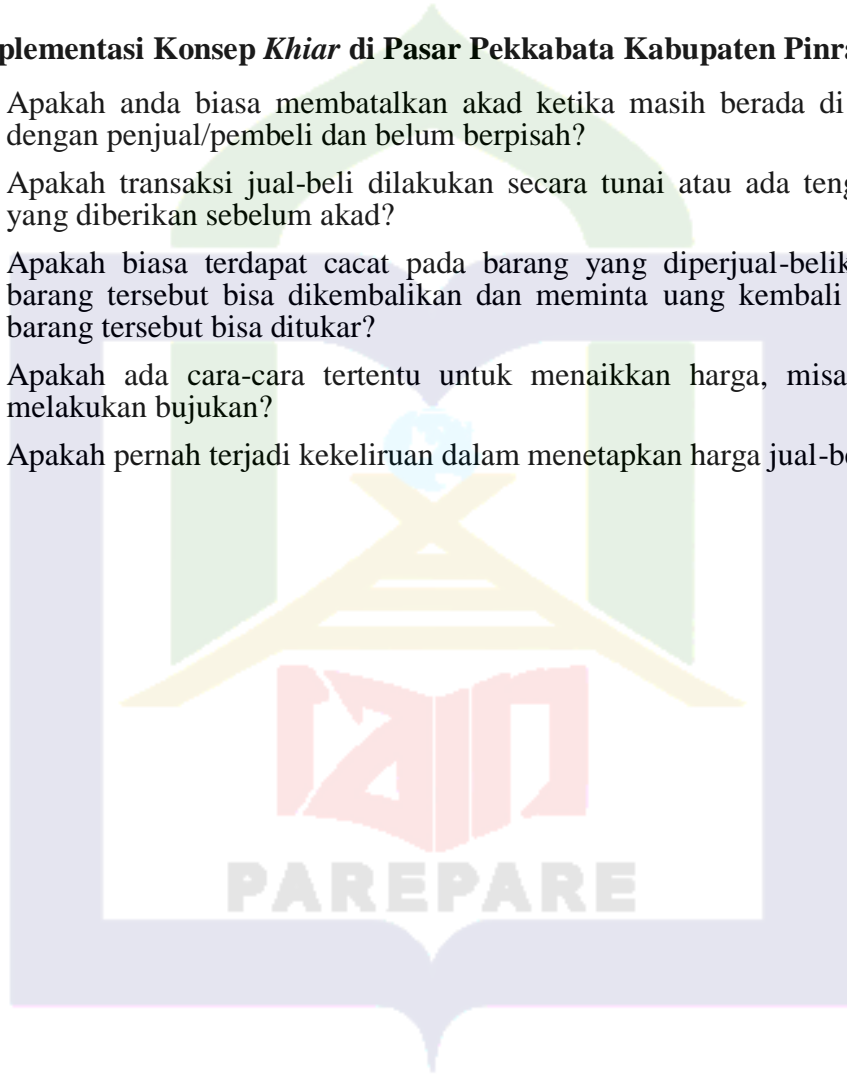 plementasi Konsep Khiar di Pasar Pekkabata Kabupaten Pinra
Apakah anda biasa membatalkan akad ketika masih berada di
dengan penjual/pembeli dan belum berpisah?
Apakah transaksi jual-beli dilakukan secara tunai atau ada teng
yang diberikan sebelum akad?
Apakah biasa terdapat cacat pada barang yang diperjual-belik
barang tersebut bisa dikembalikan dan meminta uang kembali
barang tersebut bisa ditukar?
Apakah ada cara-cara tertentu untuk menaikkan harga, misa
melakukan bujukan?
Apakah pernah terjadi kekeliruan dalam menetapkan harga jual-be
iain
PAREPARE